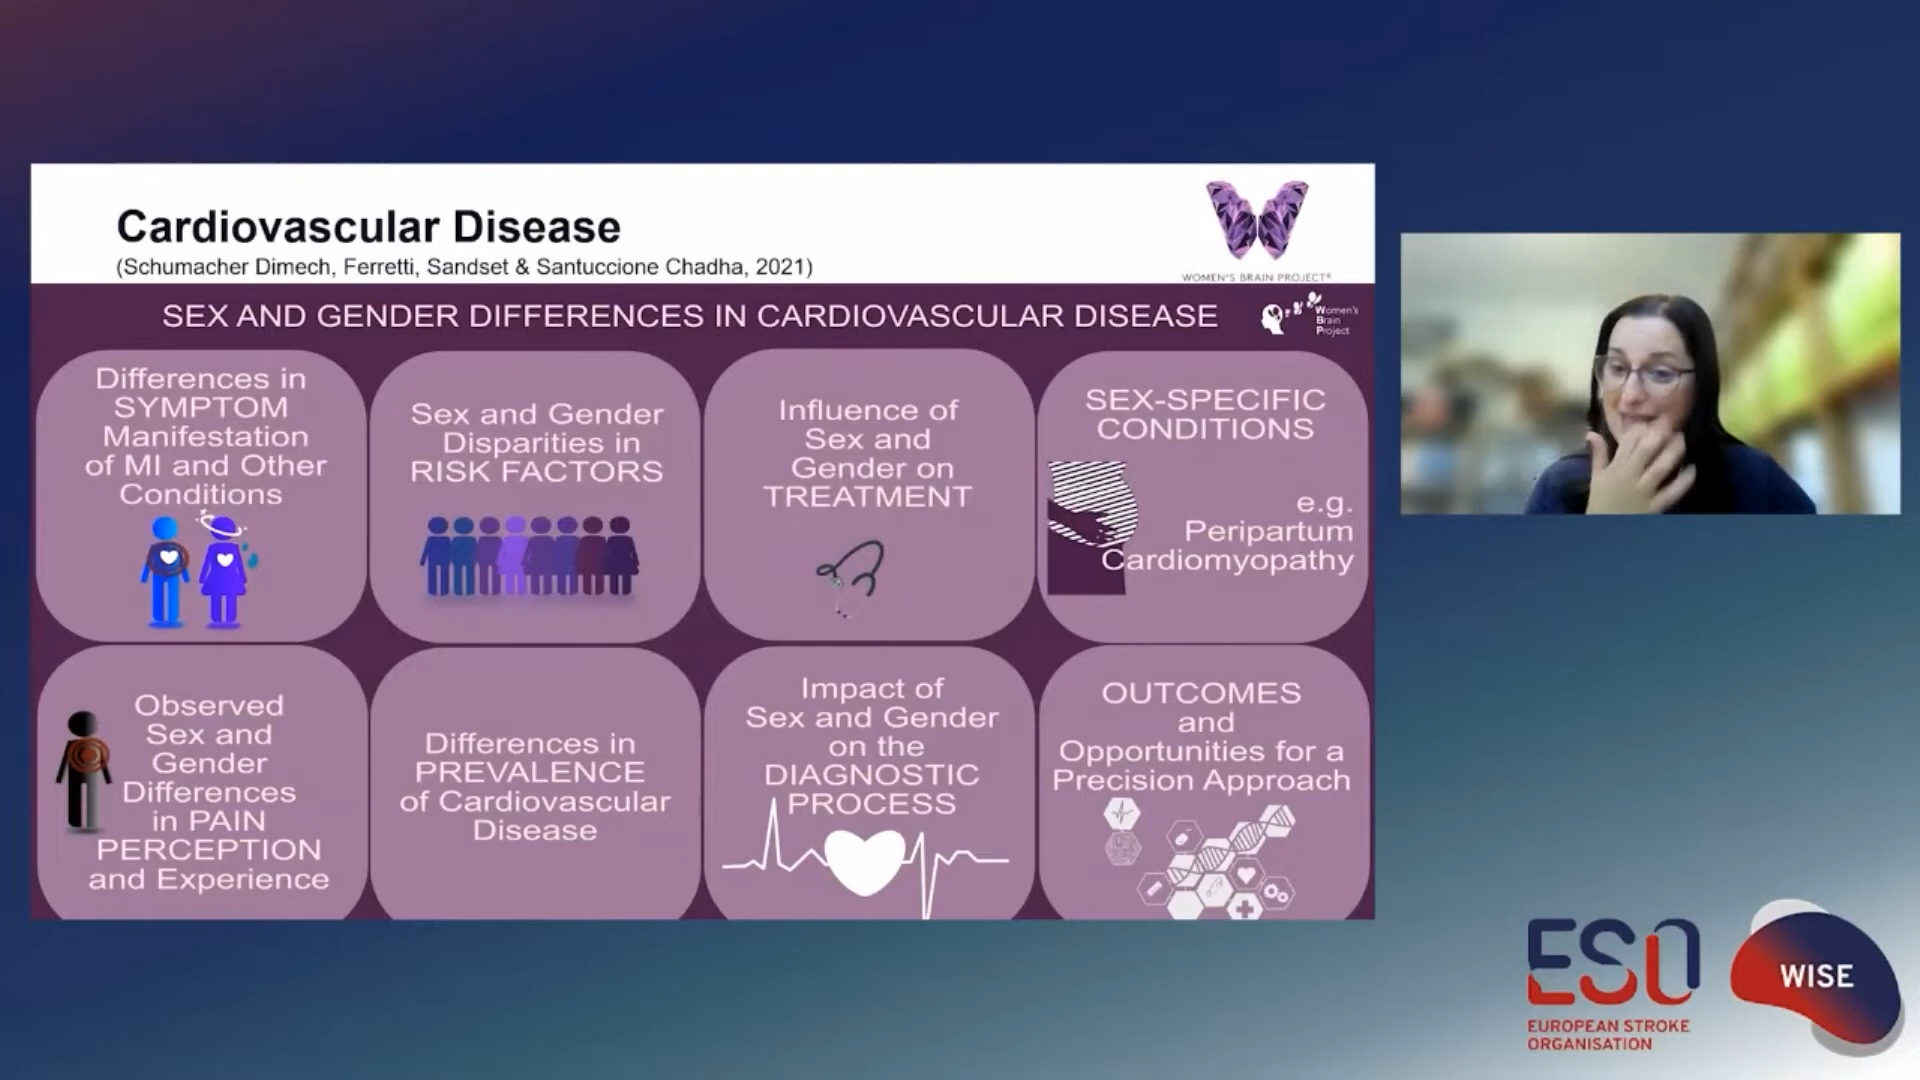 Cardiovascular Disease
(Schumacher Dimech, Ferretti, Sandset & Santuccione Chadha, 2021)
WOMEN'S BRAIN PROJECT®
SEX AND GENDER DIFFERENCES IN CARDIOVASCULAR DISEASE
Women's
Brain
Project
Differences in
SYMPTOM
Manifestation
of MI and Other
Conditions
Sex and Gender
Disparities in
RISK FACTORS
Influence of
Sex and
Gender on
TREATMENT
SEX-SPECIFIC
CONDITIONS
e.g.
Peripartum
Cardiomyopathy
Observed
Sex and
Gender
Differences
in PAIN
PERCEPTION
and Experience
Differences in
PREVALENCE
of Cardiovascular
Disease
Impact of
Sex and Gender
on the
DIAGNOSTIC
PROCESS
OUTCOMES
and
Opportunities for a
Precision Approach
ESO
EUROPEAN STROKE
ORGANISATION
WISE